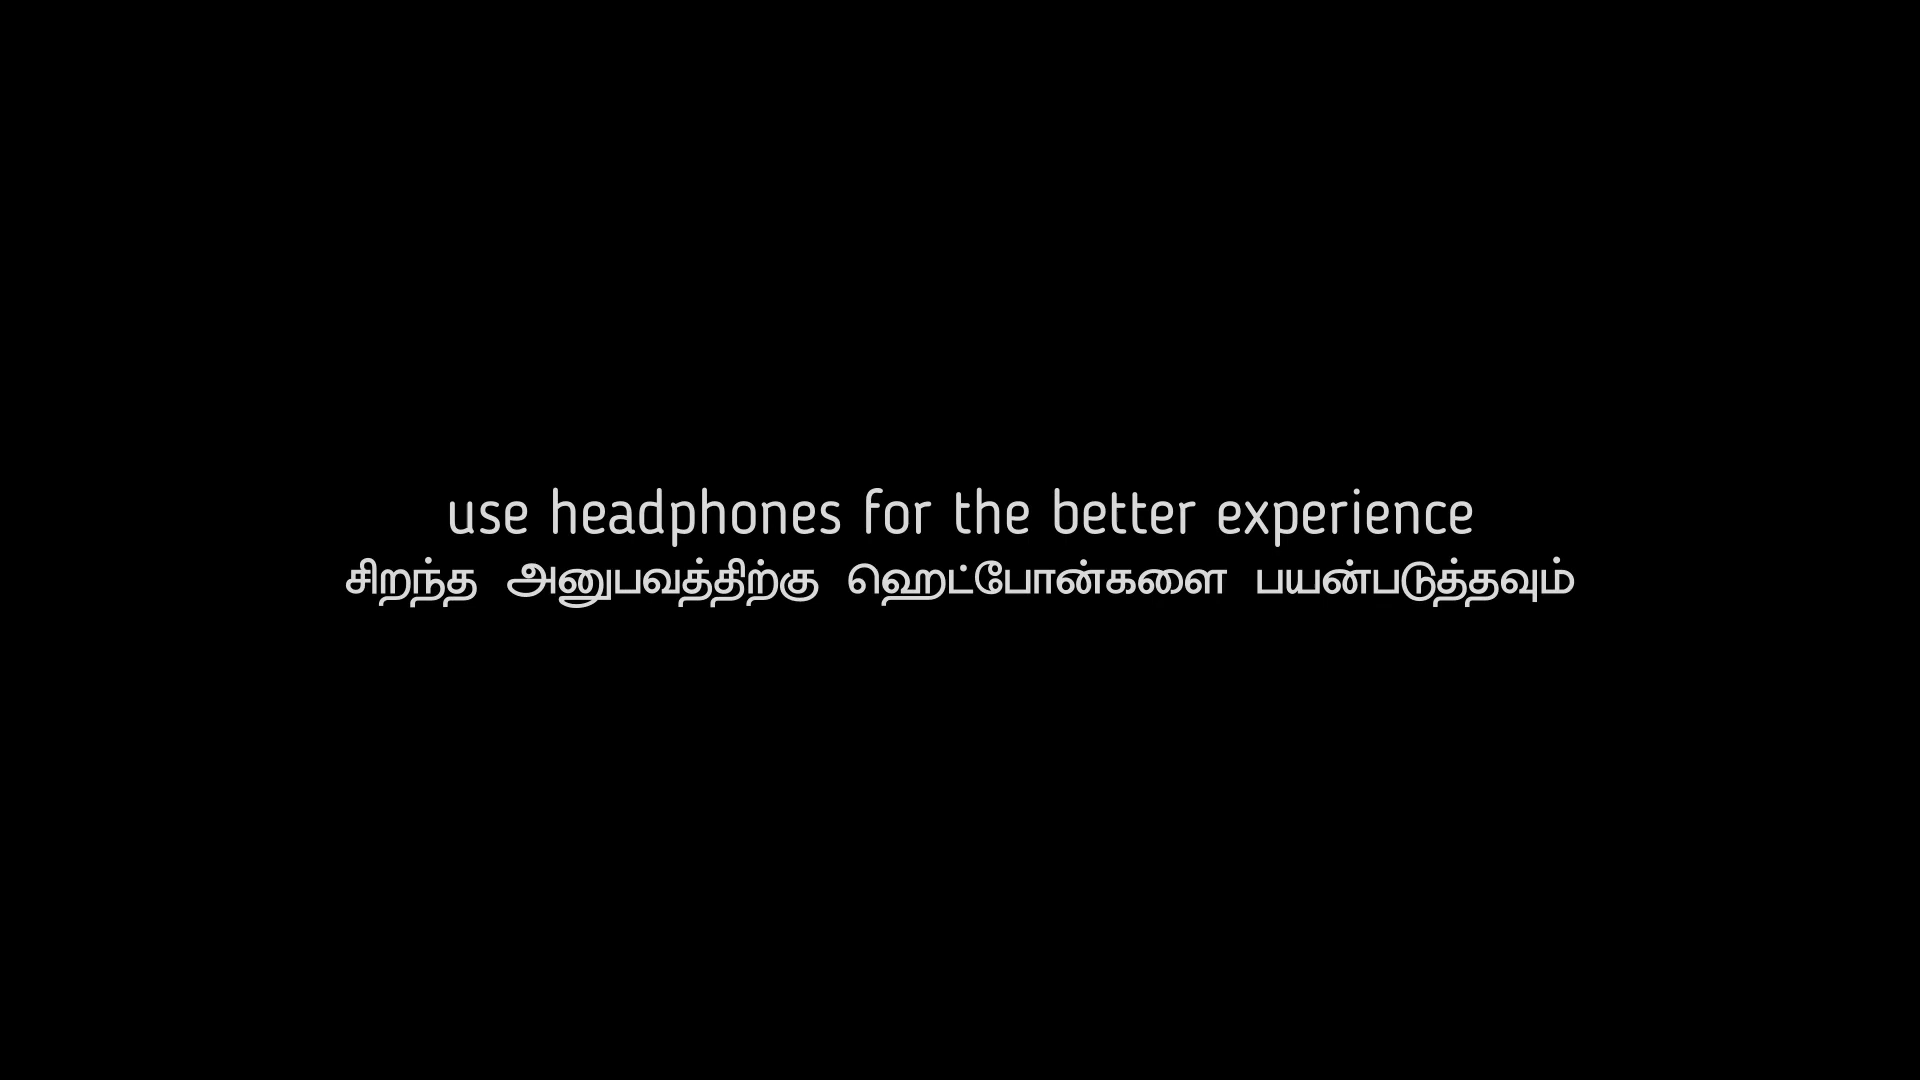 use headphones for the better experience
சிறந்த அனுபவத்திற்கு ஹெட்போன்களை பயன்படுத்தவும்